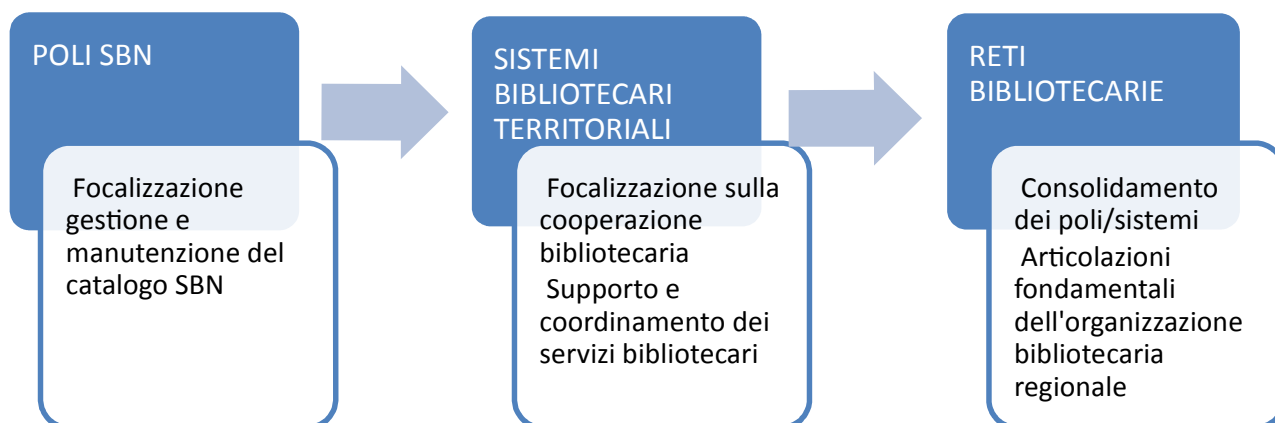 POLI SBN
Focalizzazione
gestione e
manutenzione del
catalogo SBN
SISTEMI
BIBLIOTECARI
TERRITORIALI
Focalizzazione sulla
cooperazione
bibliotecaria
Supporto e
coordinamento dei
servizi bibliotecari
RETI
BIBLIOTECARIE
Consolidamento
dei poli/sistemi
Articolazioni
fondamentali
dell'organizzazione
bibliotecaria
regionale